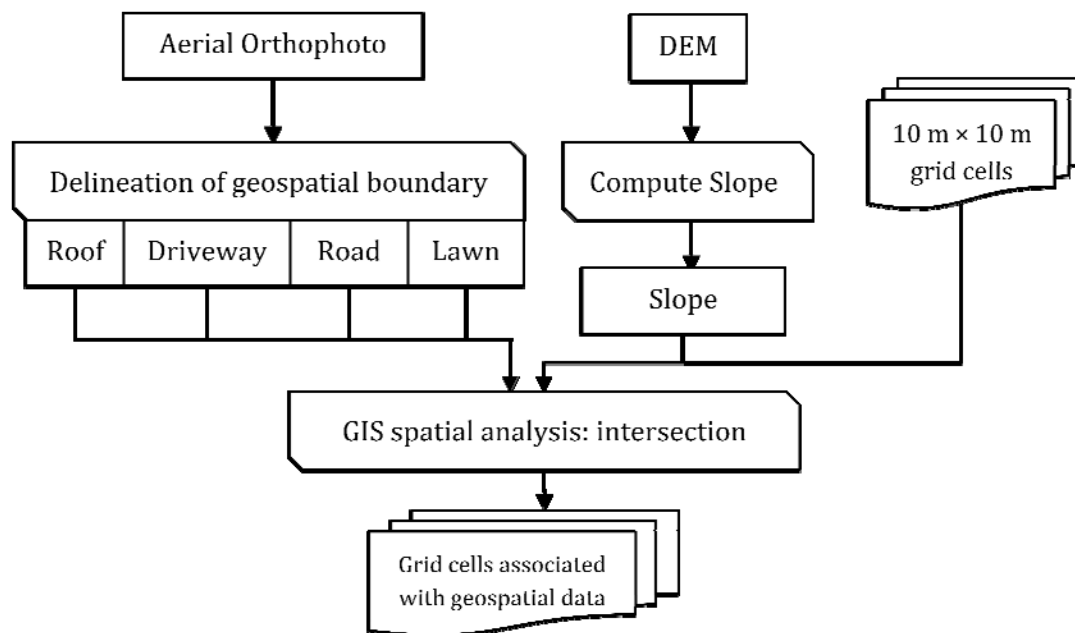 Aerial Orthophoto
DEM
10 m × 10 m
grid cells
Delineation of geospatial boundary
Compute Slope
Roof
Driveway
Road
Lawn
Slope
GIS spatial analysis: intersection
Grid cells associated
with geospatial data